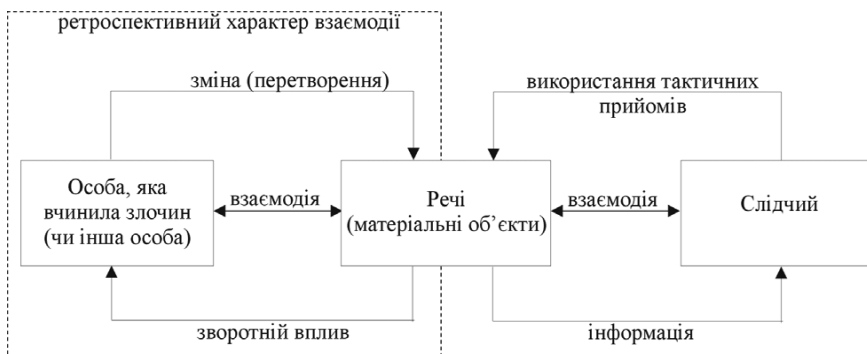 ретроспективний характер взаємодії
зміна (перетворення)
використання тактичних
прийомів
Особа, яка
вчинила злочин
(чи інша особа)
взаємодія
Речі
(матеріальні об’єкти)
взаємодія
Слідчий
зворотній вплив
інформація